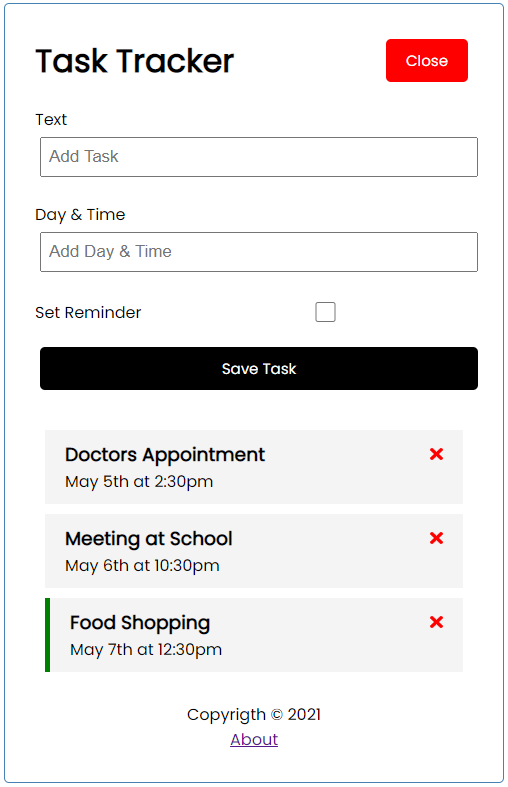 Task Tracker
Close
Text
Add Task
Day & Time
Add Day & Time
Set Reminder
Save Task
Doctors Appointment
May 5th at 2:30pm
Meeting at School
May 6th at 10:30pm
Food Shopping
May 7th at 12:30pm
Copyrigth © 2021
About